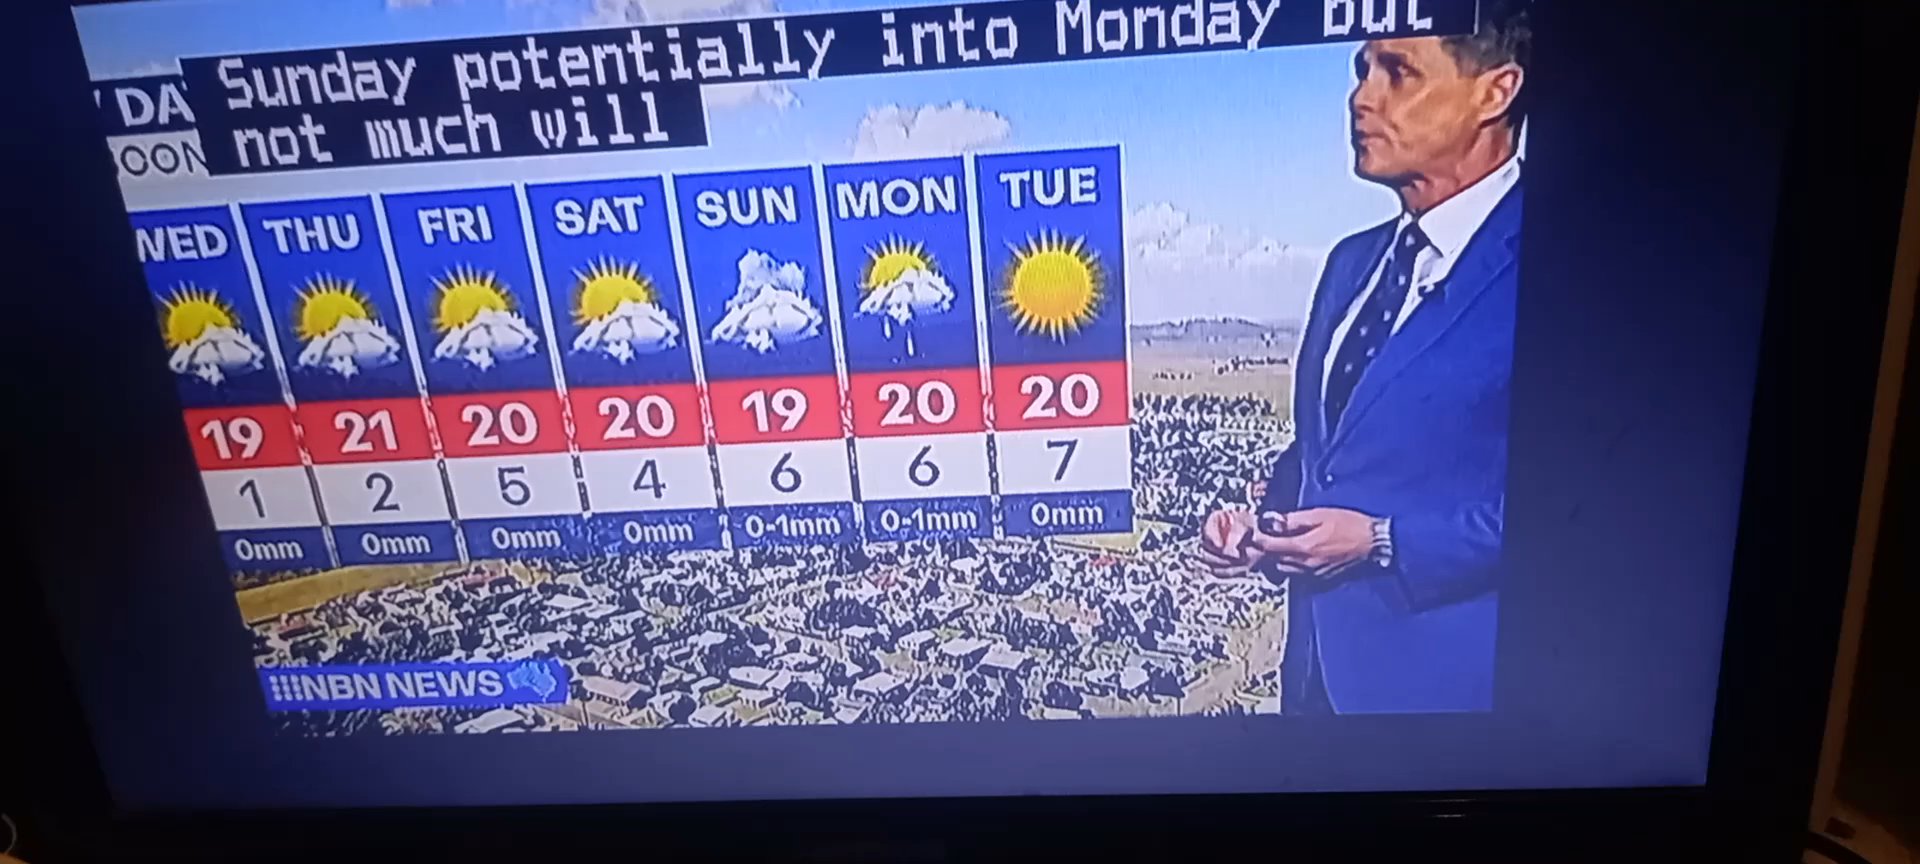 Sunday potentially into Monday but
not much will
DA
CON
WED THU FRI SAT SUN MON TUE
19 21 20 20 19 20 20
1 2 5 4 6 6 7
0mm 0mm 0mm 0mm 0-1mm 0-1mm 0mm
NBN NEWS